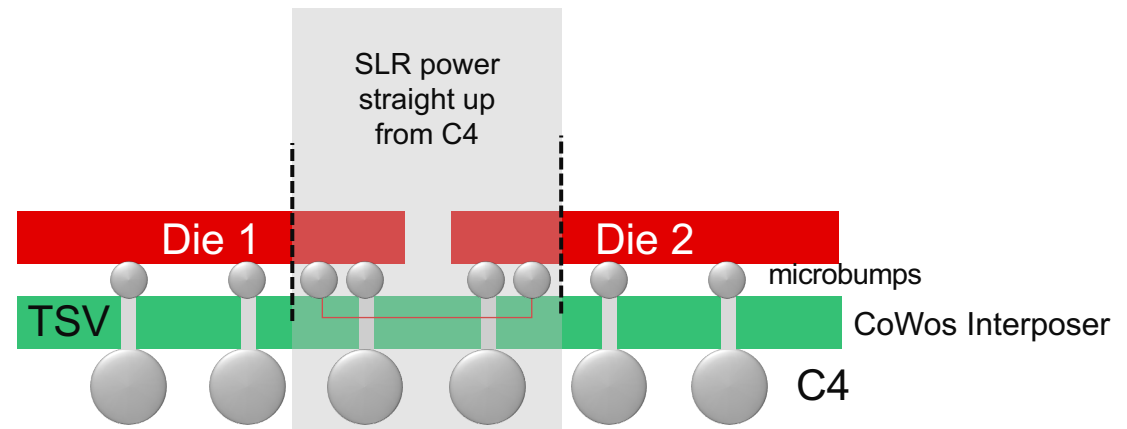 SLR power
straight up
from C4
Die 1
Die 2
microbumps
TSV
CoWos Interposer
C4